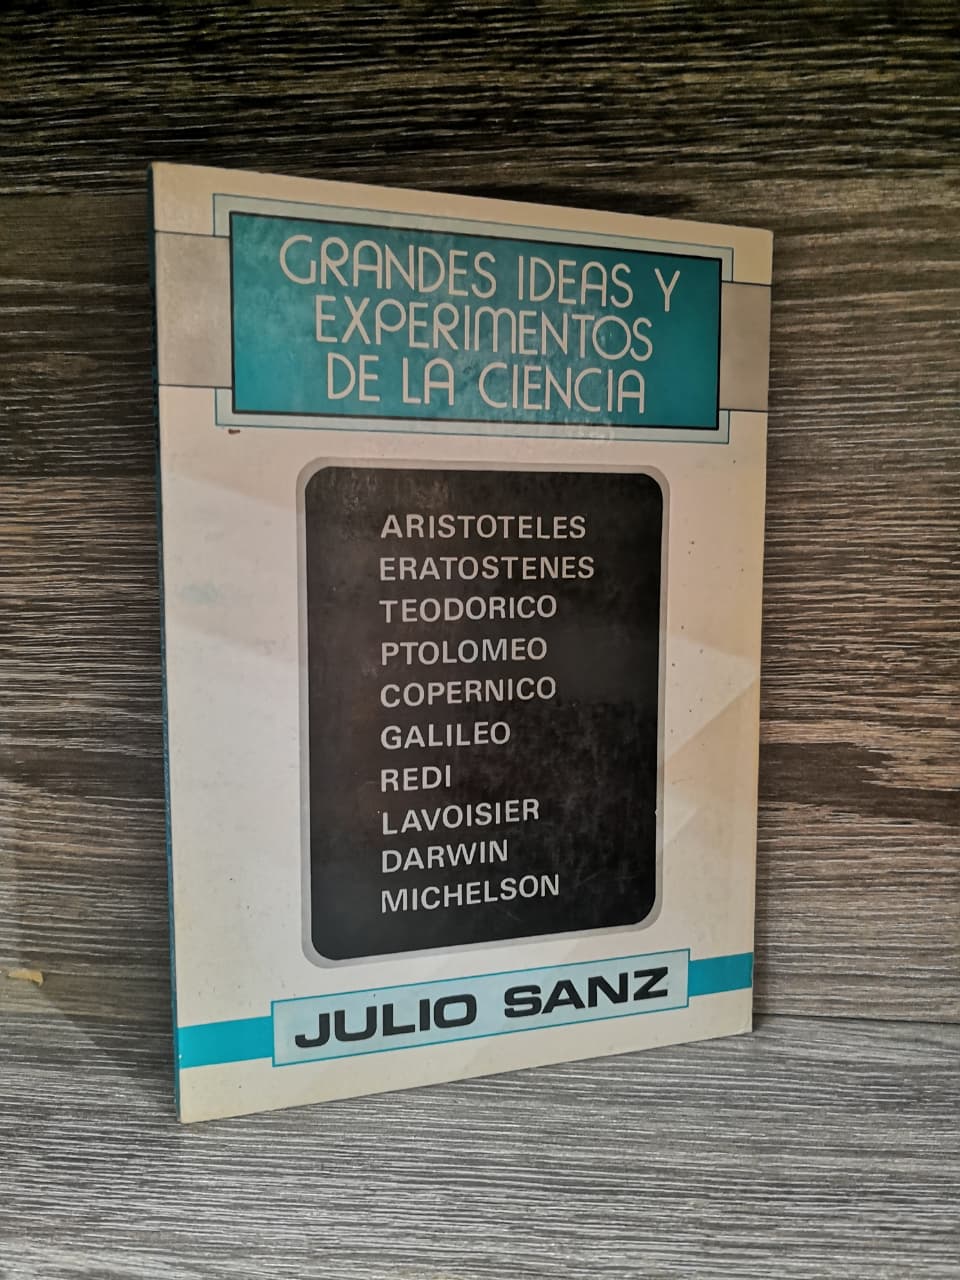 GRANDES IDEAS Y
EXPERIMENTOS
DE LA CIENCIA
ARISTOTELES
ERATOSTENES
TEODORICO
PTOLOMEO
COPERNICO
GALILEO
REDI
LAVOISIER
DARWIN
MICHELSON
JULIO SANZ